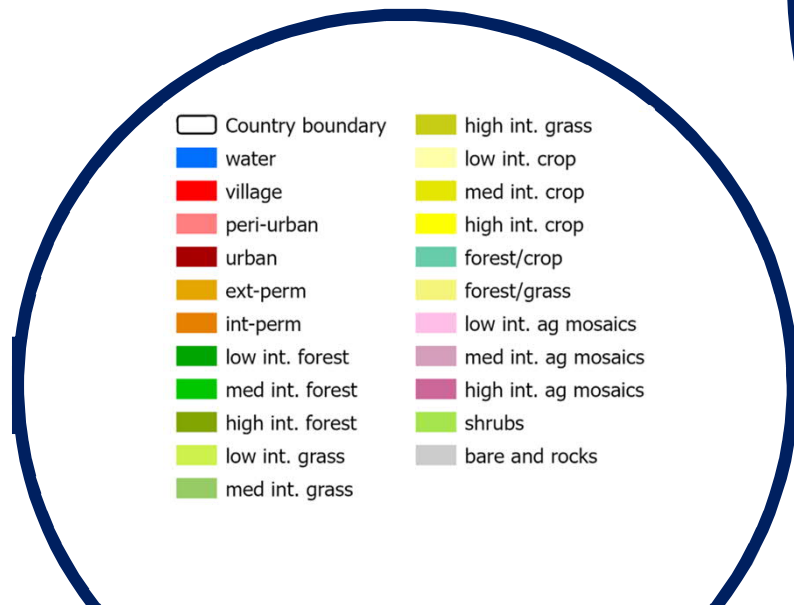 Country boundary
water
village
peri-urban
urban
ext-perm
int-perm
low int. forest
med int. forest
high int. forest
low int. grass
med int. grass
high int. grass
low int. crop
med int. crop
high int. crop
forest/crop
forest/grass
low int. ag mosaics
med int. ag mosaics
high int. ag mosaics
shrubs
bare and rocks